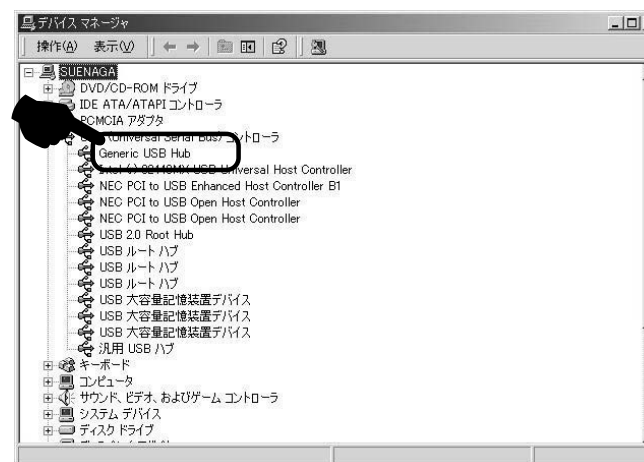 デバイス マネージャ
操作(A) 表示(V)
SUENAGA
DVD/CD-ROM ドライブ
IDE ATA/ATAPI コントローラ
PCMCIA アダプタ
(Universal Serial Bus) コントローラ
Generic USB Hub
Intel(r) 82440MX USB Universal Host Controller
NEC PCI to USB Enhanced Host Controller B1
NEC PCI to USB Open Host Controller
NEC PCI to USB Open Host Controller
USB 2.0 Root Hub
USB ルート ハブ
USB ルート ハブ
USB ルート ハブ
USB 大容量記憶装置デバイス
USB 大容量記憶装置デバイス
USB 大容量記憶装置デバイス
汎用 USB ハブ
キーボード
コンピュータ
サウンド、ビデオ、およびゲーム コントローラ
システム デバイス
ディスク ドライブ